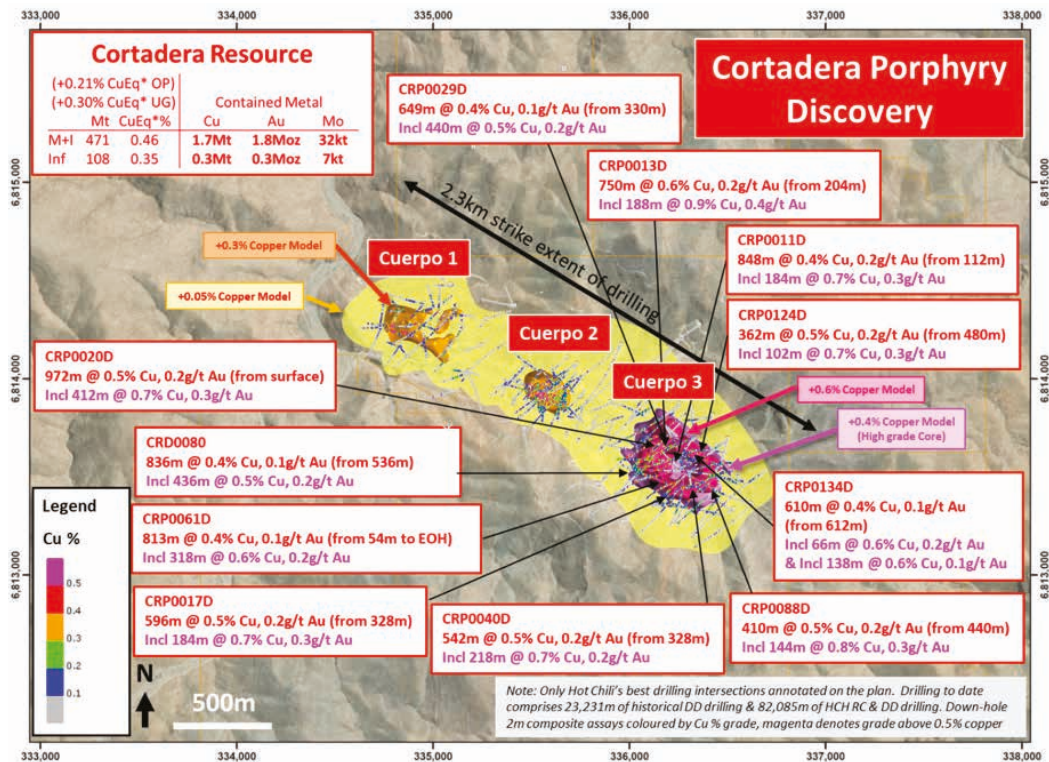 333,000 334,000 335,000 336,000 337,000 338,000
Cortadera Resource
(+0.21% CuEq* OP)
(+0.30% CuEq* UG) Contained Metal
Mt CuEq*% Cu Au Mo
M+I 471 0.46 1.7Mt 1.8Moz 32kt
Inf 108 0.35 0.3Mt 0.3Moz 7kt
Cortadera Porphyry
Discovery
CRP0029D
649m @ 0.4% Cu, 0.1g/t Au (from 330m)
Incl 440m @ 0.5% Cu, 0.2g/t Au
CRP0013D
750m @ 0.6% Cu, 0.2g/t Au (from 204m)
Incl 188m @ 0.9% Cu, 0.4g/t Au
6,815,000
6,815,000
2.3km strike extent of drilling
CRP0011D
848m @ 0.4% Cu, 0.2g/t Au (from 112m)
Incl 184m @ 0.7% Cu, 0.3g/t Au
+0.3% Copper Model
Cuerpo 1
+0.05% Copper Model
CRP0124D
362m @ 0.5% Cu, 0.2g/t Au (from 480m)
Incl 102m @ 0.7% Cu, 0.3g/t Au
Cuerpo 2
CRP0020D
972m @ 0.5% Cu, 0.2g/t Au (from surface)
Incl 412m @ 0.7% Cu, 0.3g/t Au
6,814,000
6,814,000
Cuerpo 3
+0.6% Copper Model
+0.4% Copper Model
(High grade Core)
CRD0080
836m @ 0.4% Cu, 0.1g/t Au (from 536m)
Incl 436m @ 0.5% Cu, 0.2g/t Au
CRP0134D
610m @ 0.4% Cu, 0.1g/t Au
(from 612m)
Incl 66m @ 0.6% Cu, 0.2g/t Au
& Incl 138m @ 0.6% Cu, 0.1g/t Au
CRP0061D
813m @ 0.4% Cu, 0.1g/t Au (from 54m to EOH)
Incl 318m @ 0.6% Cu, 0.2g/t Au
6,813,000
6,813,000
CRP0017D
596m @ 0.5% Cu, 0.2g/t Au (from 328m)
Incl 184m @ 0.7% Cu, 0.3g/t Au
CRP0040D
542m @ 0.5% Cu, 0.2g/t Au (from 328m)
Incl 218m @ 0.7% Cu, 0.2g/t Au
CRP0088D
410m @ 0.5% Cu, 0.2g/t Au (from 440m)
Incl 144m @ 0.8% Cu, 0.3g/t Au
Legend
Cu %
0.5
0.4
0.3
0.2
0.1
N
500m
Note: Only Hot Chili's best drilling intersections annotated on the plan. Drilling to date
comprises 23,231m of historical DD drilling & 82,085m of HCH RC & DD drilling. Down-hole
2m composite assays coloured by Cu % grade, magenta denotes grade above 0.5% copper
333,000 334,000 335,000 336,000 337,000 338,000